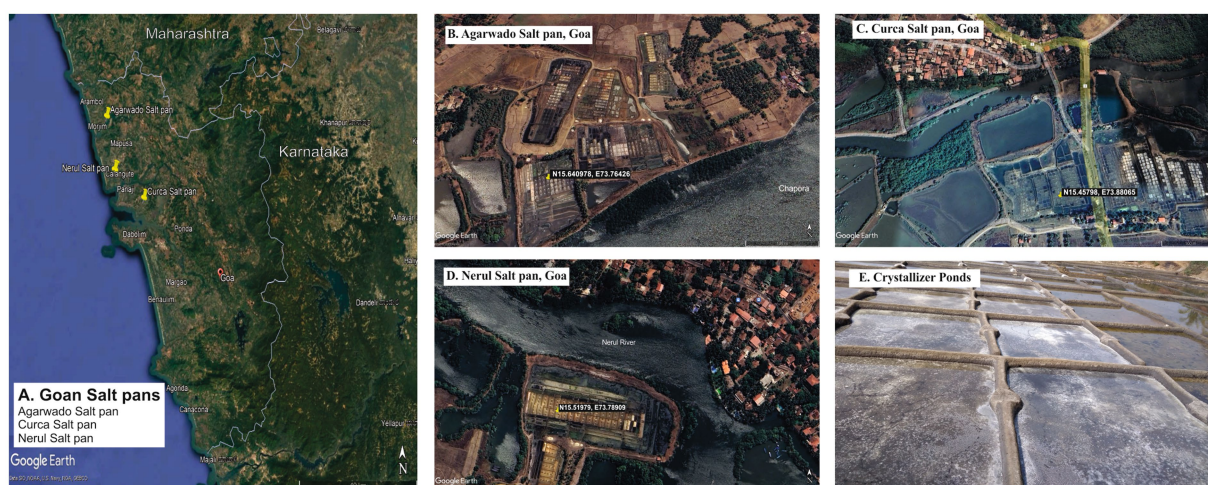 Maharashtra
Belagavi
Arambol
Agarwado Salt pan
Morjim
Khanapur
Mapusa
Karnataka
Nerul Salt pan
Calangute
Panaji
Curca Salt pan
Ponda
Dabolim
Goa
Margao
Dandeli
Benaulim
A. Goan Salt pans
Agarwado Salt pan
Curca Salt pan
Nerul Salt pan
Agonda
Canacona
Yellapur
Google Earth
N
B. Agarwado Salt pan, Goa
N15.640978, E73.76426
Chapora
Google Earth
C. Curca Salt pan, Goa
N15.45798, E73.88065
Google Earth
D. Nerul Salt pan, Goa
Nerul River
N15.51979, E73.78909
Google Earth
E. Crystallizer Ponds